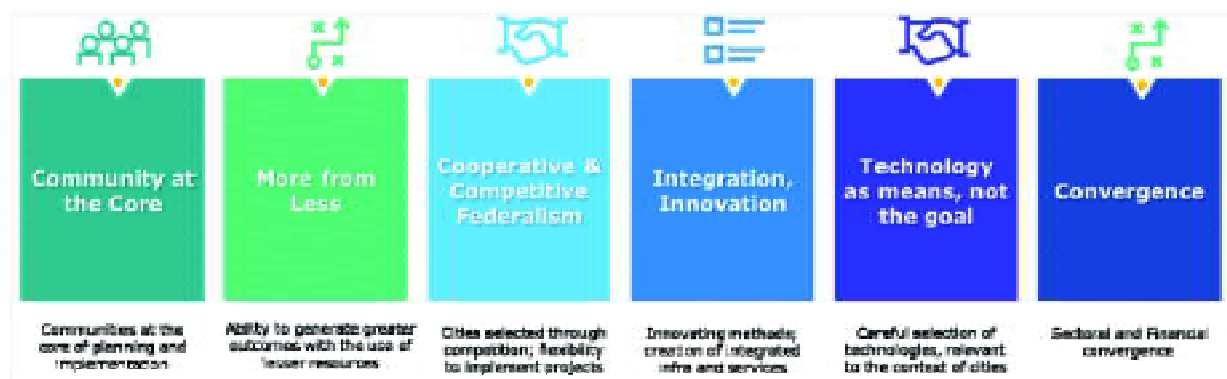 Community at
the Core
More from
Less
Cooperative &
Competitive
Federalism
Integration,
Innovation
Technology
as means, not
the goal
Convergence
Communities at the
core of planning and
implementation
Ability to generate greater
outcomes with the use of
lesser resources
Cities selected through
competition; flexibility
to implement projects
Innovating methods;
creation of integrated
infra and services
Careful selection of
technologies, relevant
to the context of cities
Sectoral and Financial
convergence